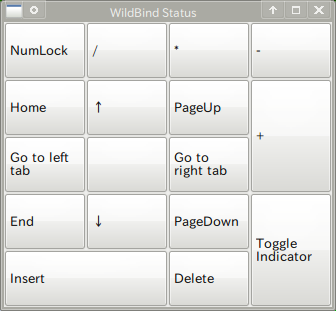 WildBind Status
NumLock
/
*
-
Home
↑
PageUp
+
Go to left
tab
Go to
right tab
End
↓
PageDown
Toggle
Indicator
Insert
Delete